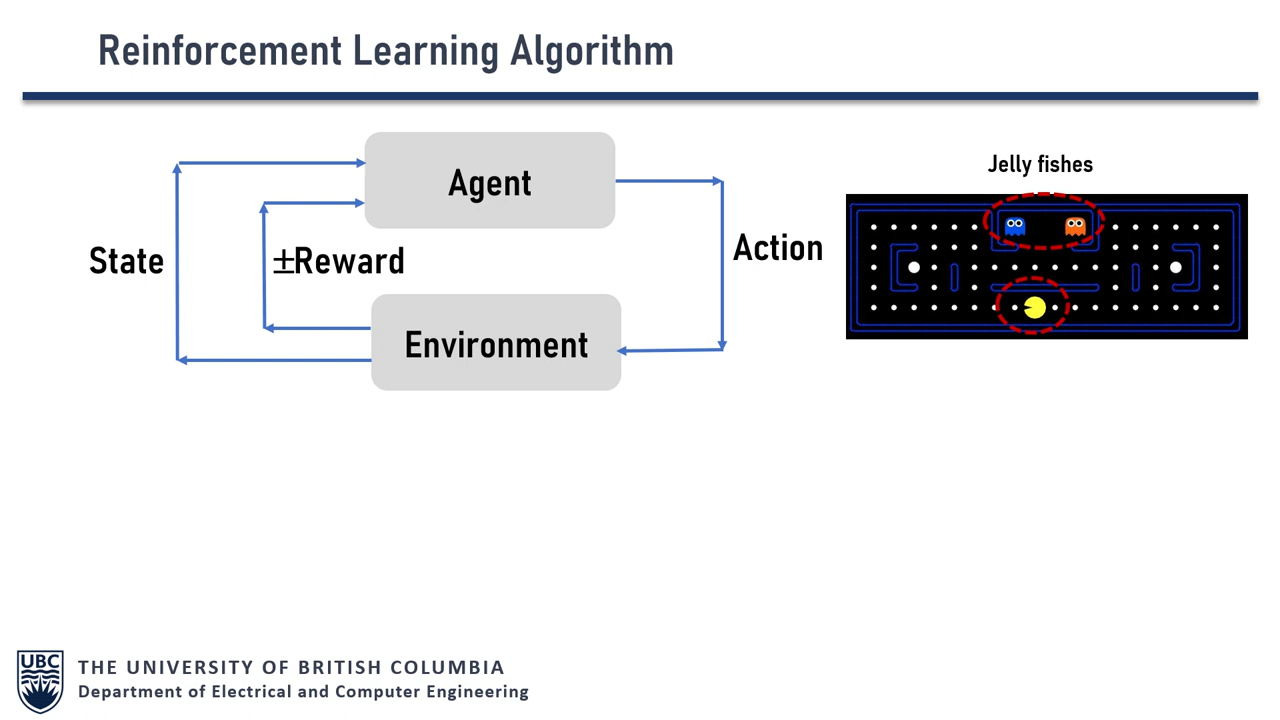 Reinforcement Learning Algorithm
Agent
State
±Reward
Action
Environment
Jelly fishes
UBC
THE UNIVERSITY OF BRITISH COLUMBIA
Department of Electrical and Computer Engineering